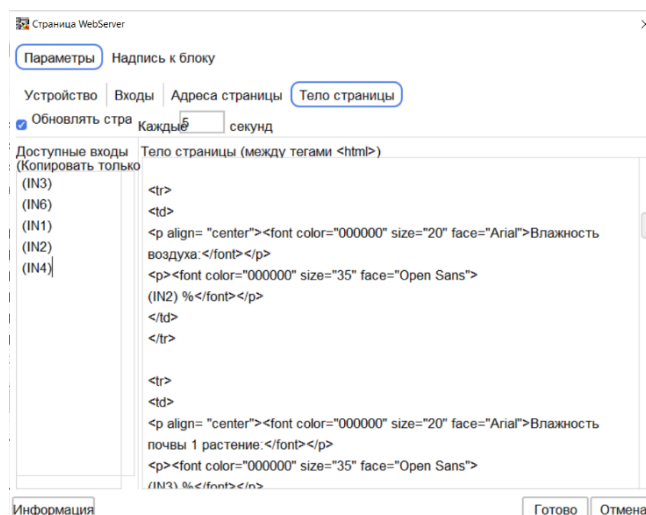 Страница WebServer
Параметры Надпись к блоку
Устройство Входы Адреса страницы Тело страницы
Обновлять стра Каждые 5 секунд
Доступные входы
(Копировать только
(IN3)
(IN6)
(IN1)
(IN2)
(IN4)
Тело страницы (между тегами <html>)
<tr>
<td>
<p align= "center"><font color="000000" size="20" face="Arial">Влажность
воздуха:</font></p>
<p><font color="000000" size="35" face="Open Sans">
(IN2) %</font></p>
</td>
</tr>
<tr>
<td>
<p align= "center"><font color="000000" size="20" face="Arial">Влажность
почвы 1 растение:</font></p>
<p><font color="000000" size="35" face="Open Sans">
(IN3) %</font></p>
Информация Готово Отмена